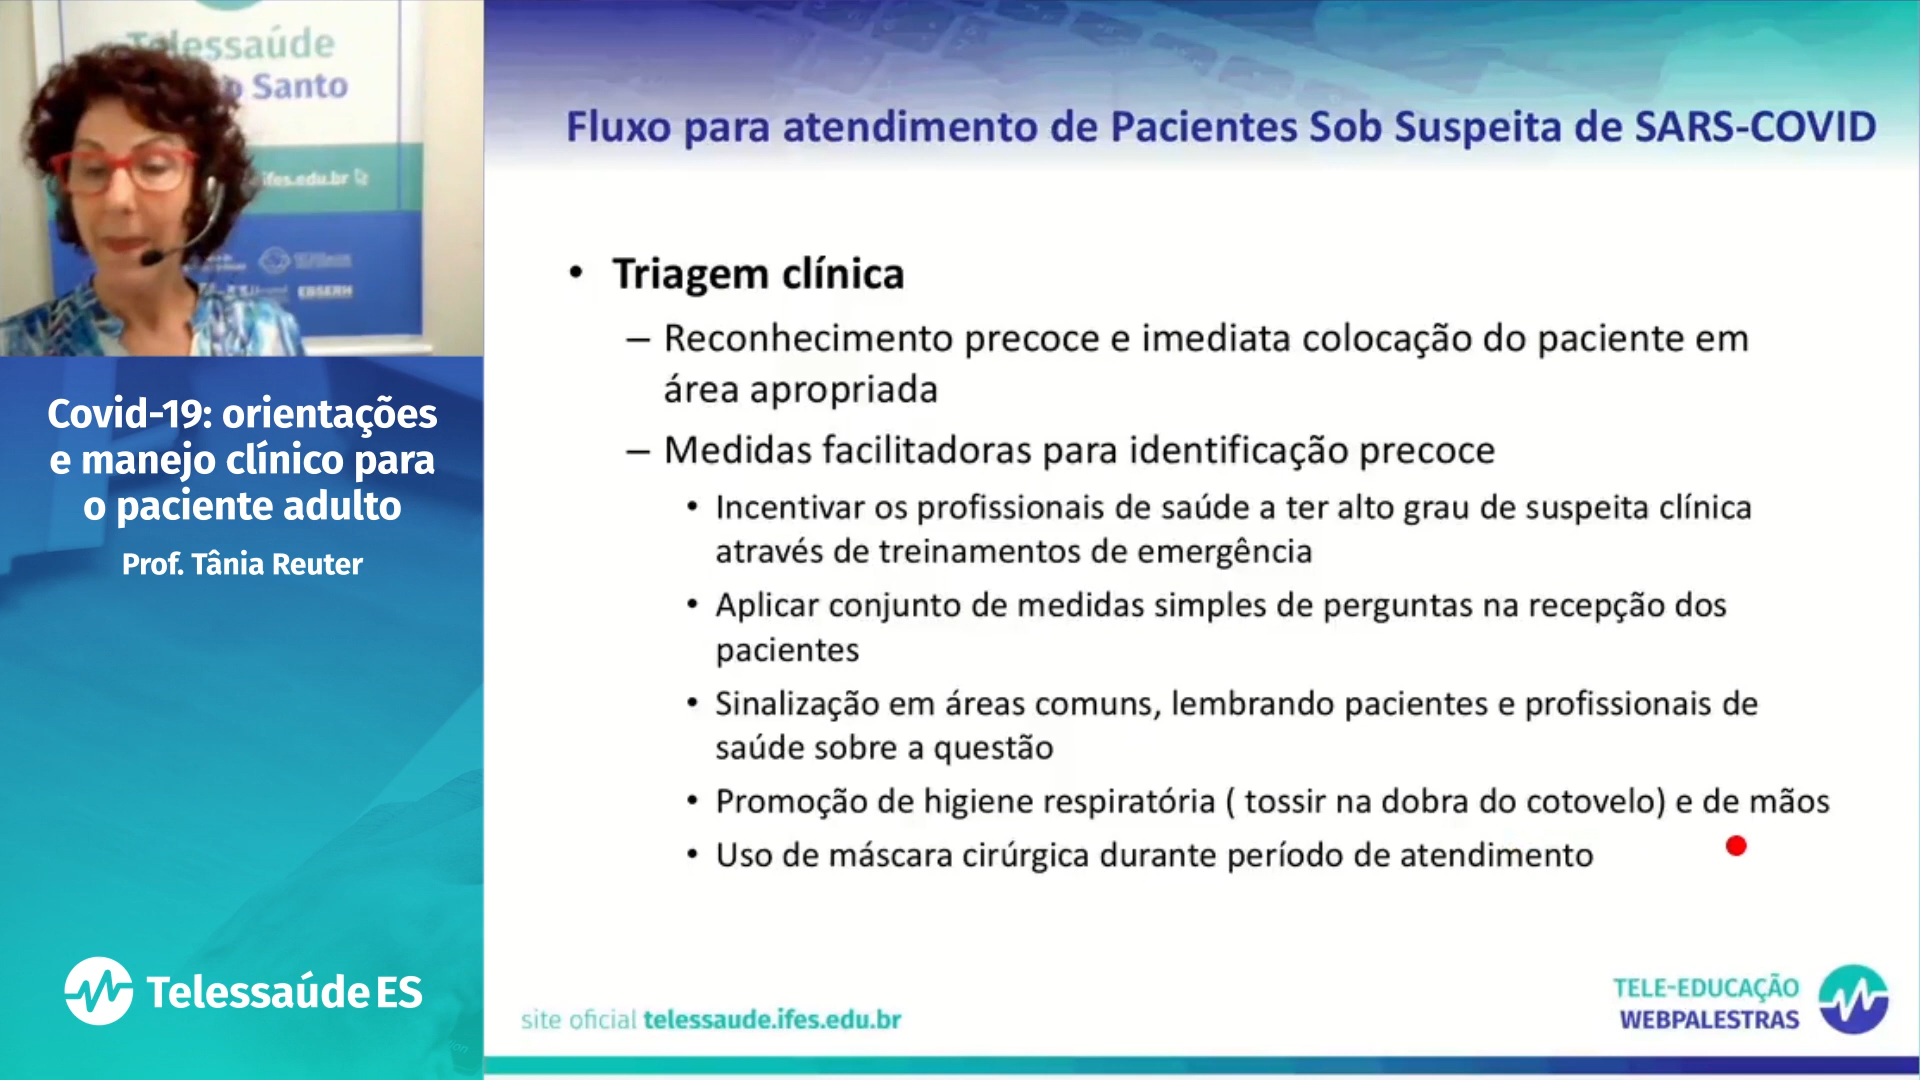 Telessaúde
Santo
ifes.edu.br
EBSERH
Covid-19: orientações
e manejo clínico para
o paciente adulto
Prof. Tânia Reuter
TelessaúdeES
Fluxo para atendimento de Pacientes Sob Suspeita de SARS-COVID
• Triagem clínica
– Reconhecimento precoce e imediata colocação do paciente em
área apropriada
– Medidas facilitadoras para identificação precoce
• Incentivar os profissionais de saúde a ter alto grau de suspeita clínica
através de treinamentos de emergência
• Aplicar conjunto de medidas simples de perguntas na recepção dos
pacientes
• Sinalização em áreas comuns, lembrando pacientes e profissionais de
saúde sobre a questão
• Promoção de higiene respiratória ( tossir na dobra do cotovelo) e de mãos
• Uso de máscara cirúrgica durante período de atendimento
site oficial telessaude.ifes.edu.br
TELE-EDUCAÇÃO
WEBPALESTRAS